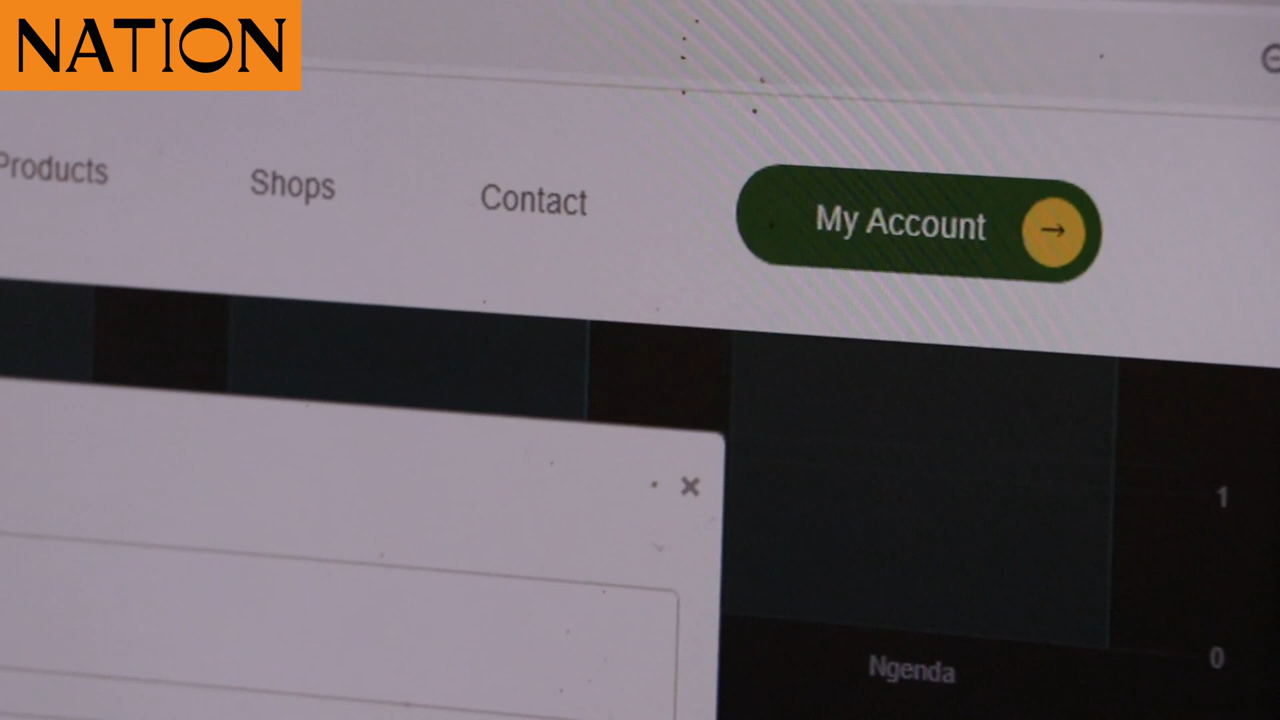 NATION
Products
Shops
Contact
My Account →
1
0
Ngenda